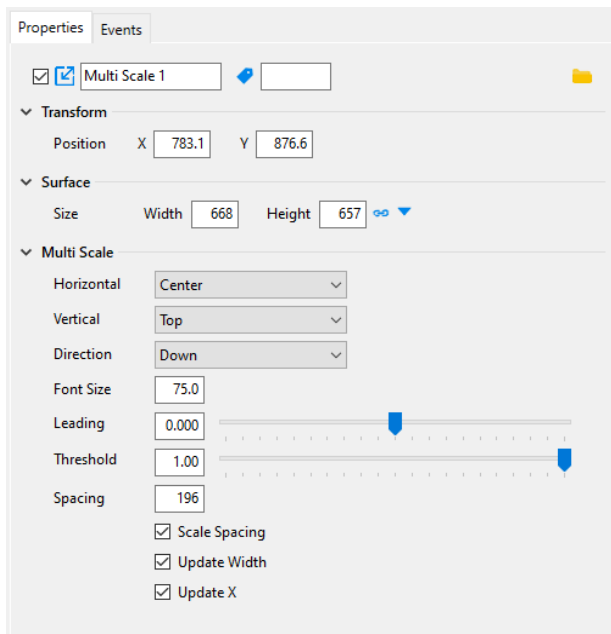 Properties Events
Multi Scale 1
Transform
Position X 783.1 Y 876.6
Surface
Size Width 668 Height 657
Multi Scale
Horizontal Center
Vertical Top
Direction Down
Font Size 75.0
Leading 0.000
Threshold 1.00
Spacing 196
Scale Spacing
Update Width
Update X